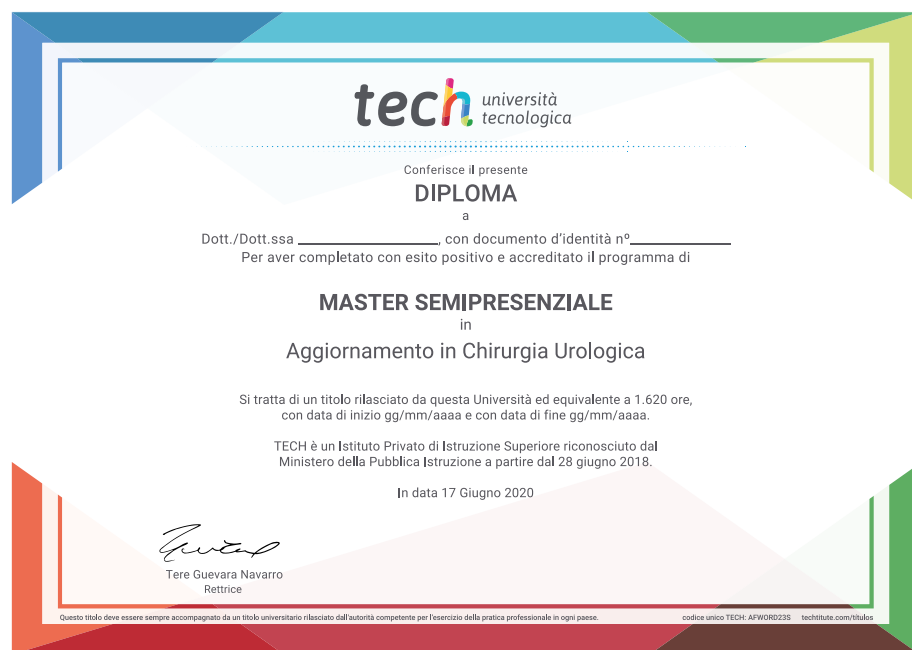 tech università
tecnologica
Conferisce il presente
DIPLOMA
a
Dott./Dott.ssa ______________, con documento d'identità nº__________
Per aver completato con esito positivo e accreditato il programma di
MASTER SEMIPRESENZIALE
in
Aggiornamento in Chirurgia Urologica
Si tratta di un titolo rilasciato da questa Università ed equivalente a 1.620 ore,
con data di inizio gg/mm/aaaa e con data di fine gg/mm/aaaa.
TECH è un Istituto Privato di Istruzione Superiore riconosciuto dal
Ministero della Pubblica Istruzione a partire dal 28 giugno 2018.
In data 17 Giugno 2020
Tere Guevara Navarro
Rettrice
Questo titolo deve essere sempre accompagnato da un titolo universitario rilasciato dall'autorità competente per l'esercizio della pratica professionale in ogni paese. codice unico TECH: AFWORD23S techtitute.com/titulos